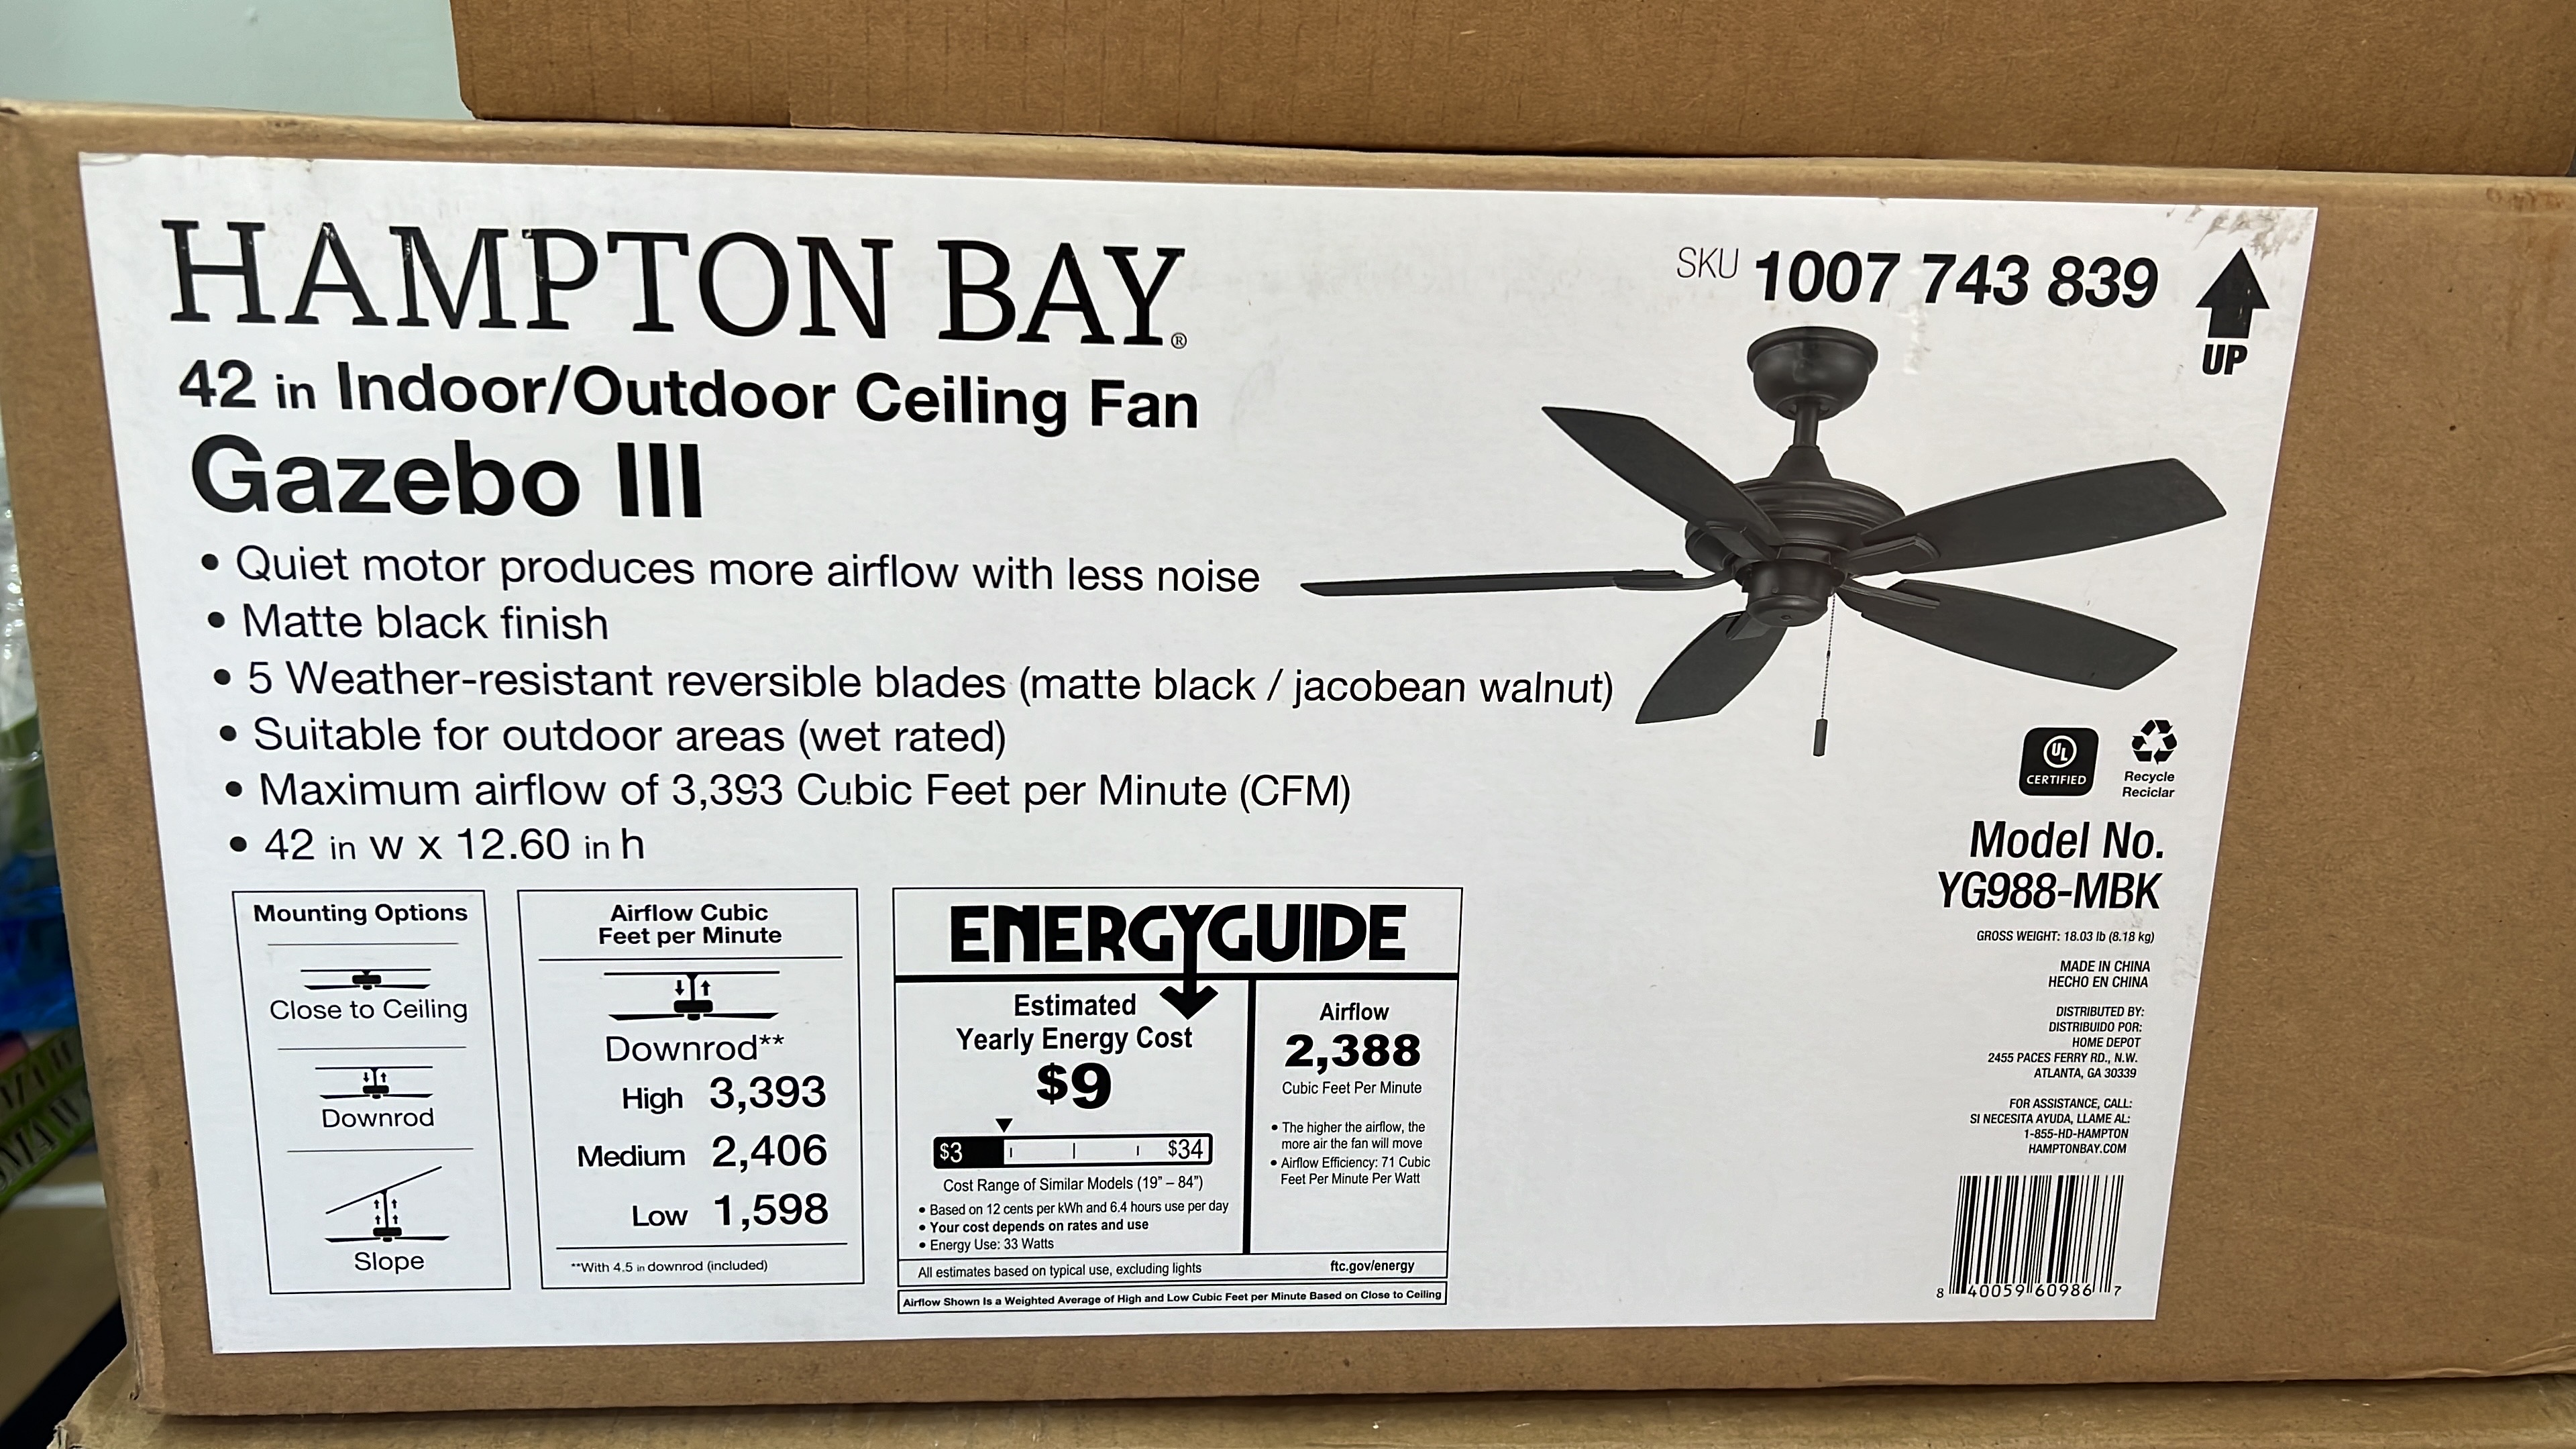 HAMPTON BAY®
42 in Indoor/Outdoor Ceiling Fan
Gazebo III
• Quiet motor produces more airflow with less noise
• Matte black finish
• 5 Weather-resistant reversible blades (matte black / jacobean walnut)
• Suitable for outdoor areas (wet rated)
• Maximum airflow of 3,393 Cubic Feet per Minute (CFM)
• 42 in w x 12.60 in h
SKU 1007 743 839
UP
UL
CERTIFIED
Recycle
Reciclar
Model No.
YG988-MBK
GROSS WEIGHT: 18.03 lb (8.18 kg)
MADE IN CHINA
HECHO EN CHINA
DISTRIBUTED BY:
DISTRIBUIDO POR:
HOME DEPOT
2455 PACES FERRY RD., N.W.
ATLANTA, GA 30339
FOR ASSISTANCE, CALL:
SI NECESITA AYUDA, LLAME AL:
1-855-HD-HAMPTON
HAMPTONBAY.COM
8 40059 60986 7
Mounting Options
Close to Ceiling
Downrod
Slope
Airflow Cubic
Feet per Minute
Downrod**
High 3,393
Medium 2,406
Low 1,598
**With 4.5 in downrod (included)
ENERGYGUIDE
Estimated
Yearly Energy Cost
$9
$3 $34
Cost Range of Similar Models (19" – 84")
• Based on 12 cents per kWh and 6.4 hours use per day
• Your cost depends on rates and use
• Energy Use: 33 Watts
Airflow
2,388
Cubic Feet Per Minute
• The higher the airflow, the
more air the fan will move
• Airflow Efficiency: 71 Cubic
Feet Per Minute Per Watt
All estimates based on typical use, excluding lights
ftc.gov/energy
Airflow Shown Is a Weighted Average of High and Low Cubic Feet per Minute Based on Close to Ceiling